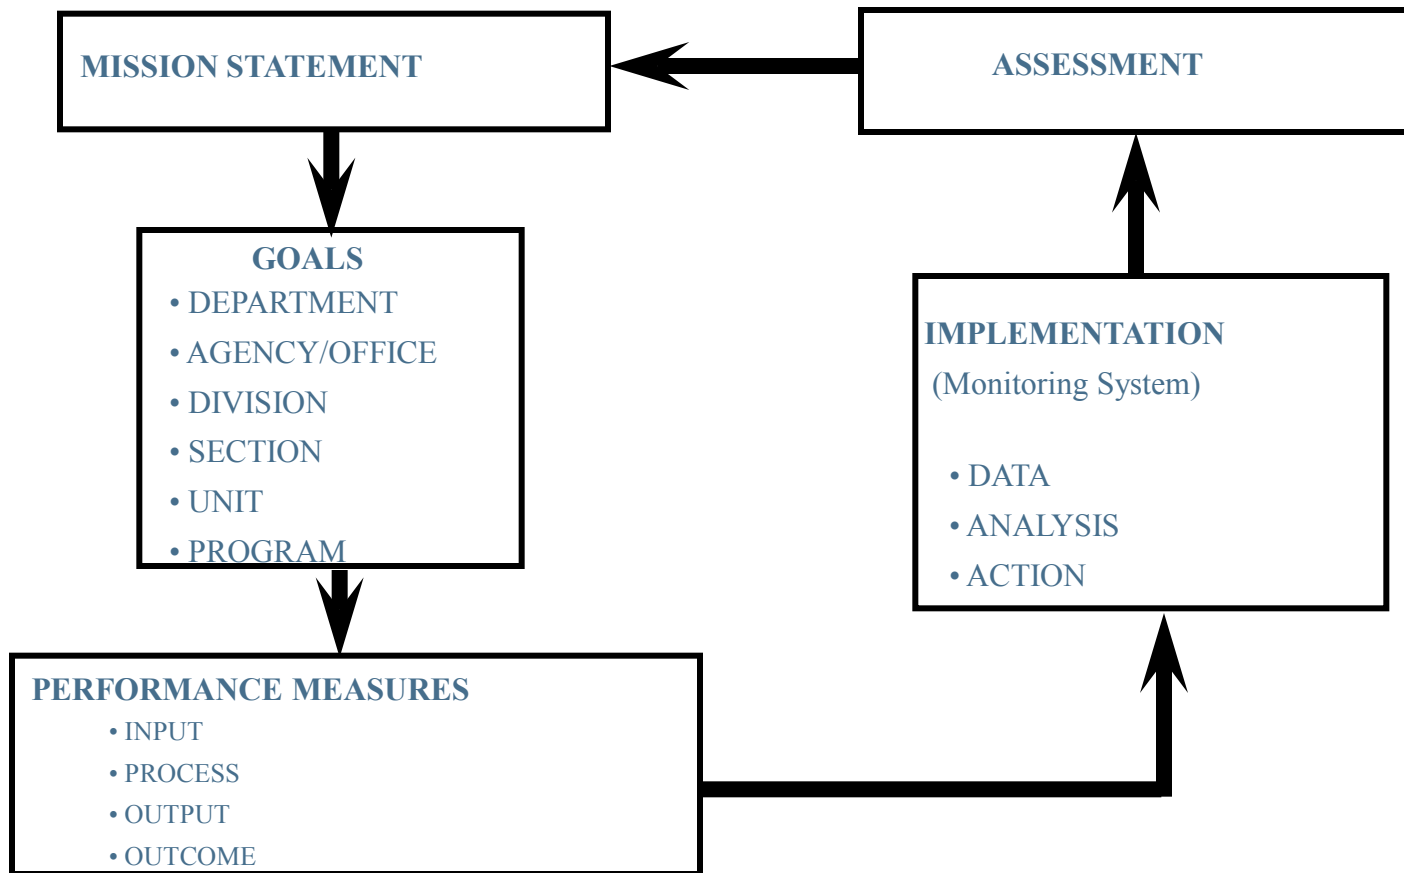 MISSION STATEMENT
ASSESSMENT
GOALS
• DEPARTMENT
• AGENCY/OFFICE
• DIVISION
• SECTION
• UNIT
• PROGRAM
PERFORMANCE MEASURES
• INPUT
• PROCESS
• OUTPUT
• OUTCOME
IMPLEMENTATION
(Monitoring System)
• DATA
• ANALYSIS
• ACTION